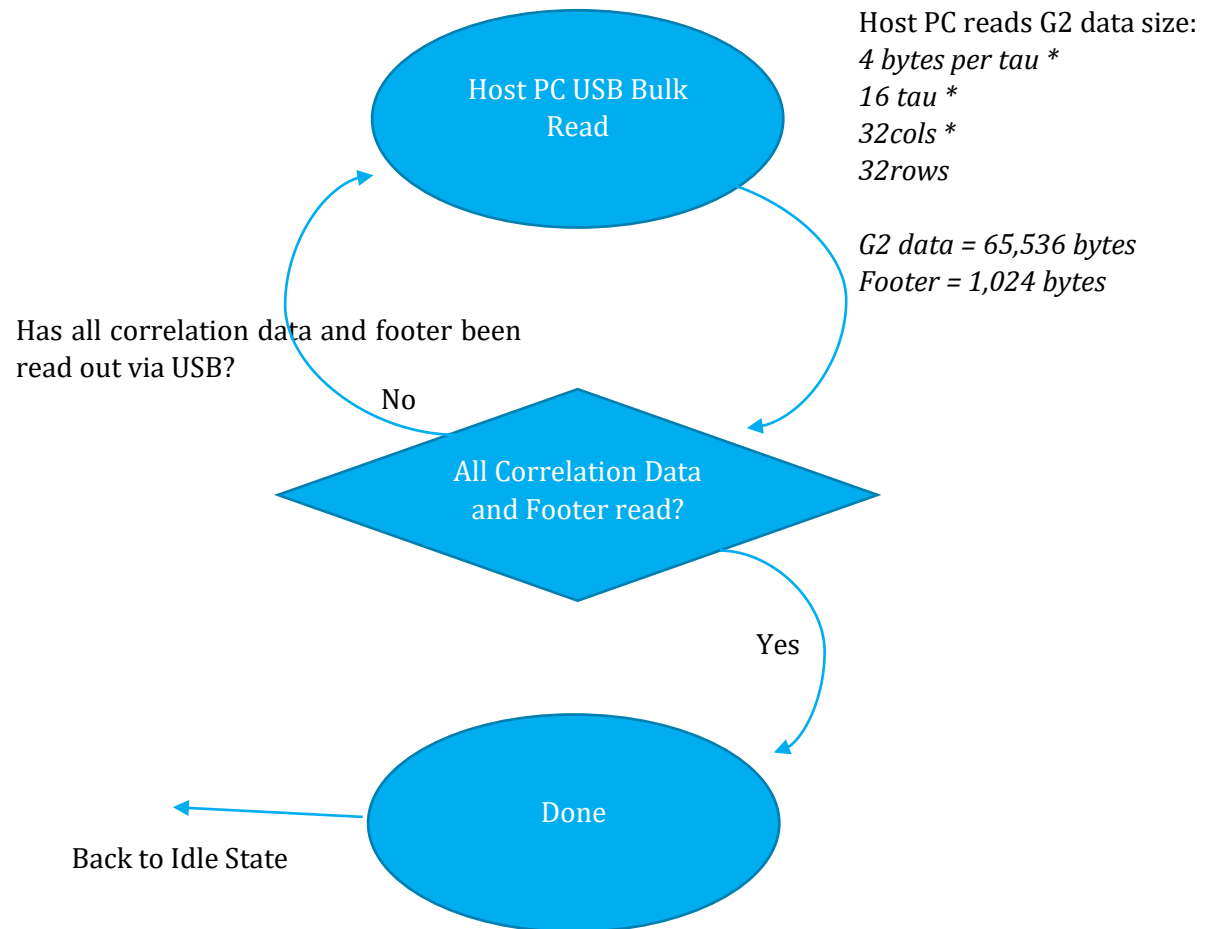 Host PC reads G2 data size:
4 bytes per tau *
16 tau *
32cols *
32rows
G2 data = 65,536 bytes
Footer = 1,024 bytes
Host PC USB Bulk
Read
Has all correlation data and footer been
read out via USB?
No
All Correlation Data
and Footer read?
Yes
Done
Back to Idle State